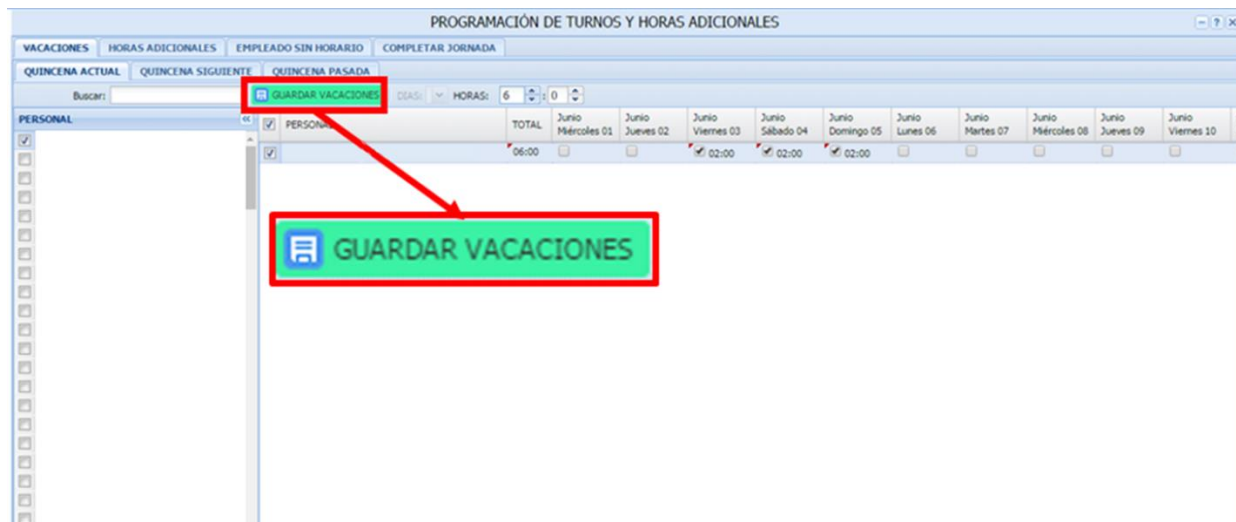 PROGRAMACIÓN DE TURNOS Y HORAS ADICIONALES
VACACIONES HORAS ADICIONALES EMPLEADO SIN HORARIO COMPLETAR JORNADA
QUINCENA ACTUAL QUINCENA SIGUIENTE QUINCENA PASADA
Buscar: GUARDAR VACACIONES DÍAS: HORAS: 6 : 0
PERSONAL PERSONAL TOTAL Junio Miércoles 01 Junio Jueves 02 Junio Viernes 03 Junio Sábado 04 Junio Domingo 05 Junio Lunes 06 Junio Martes 07 Junio Miércoles 08 Junio Jueves 09 Junio Viernes 10
06:00 02:00 02:00 02:00
GUARDAR VACACIONES